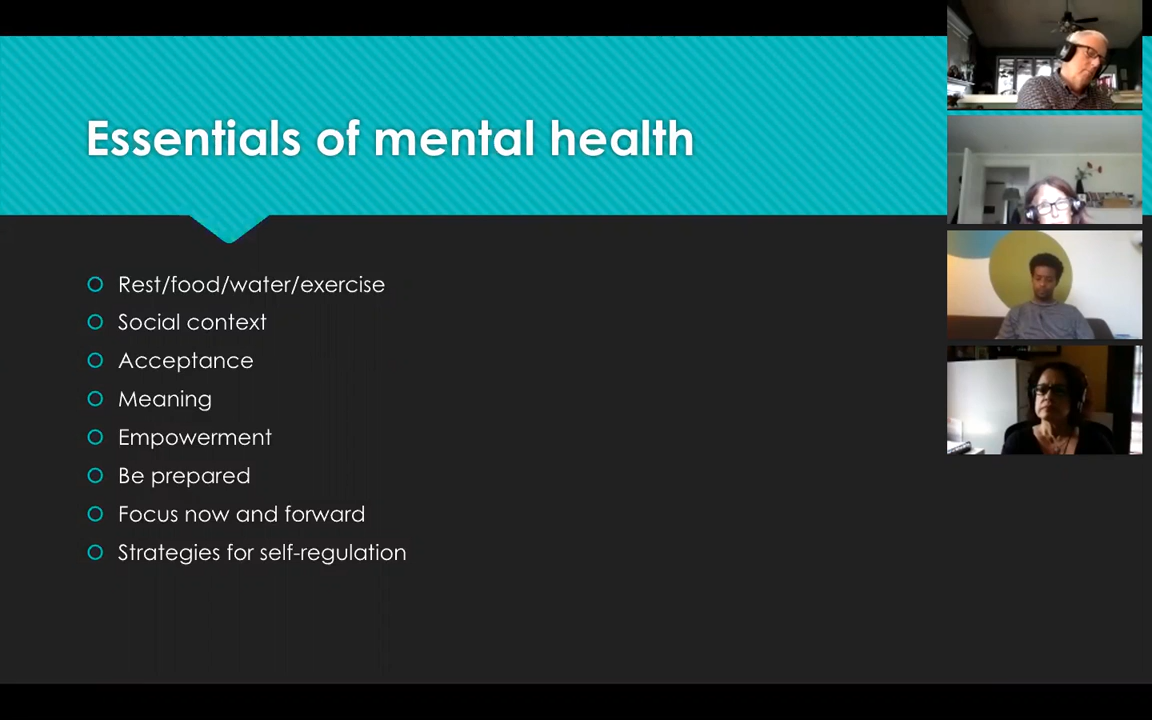 Essentials of mental health
Rest/food/water/exercise
Social context
Acceptance
Meaning
Empowerment
Be prepared
Focus now and forward
Strategies for self-regulation